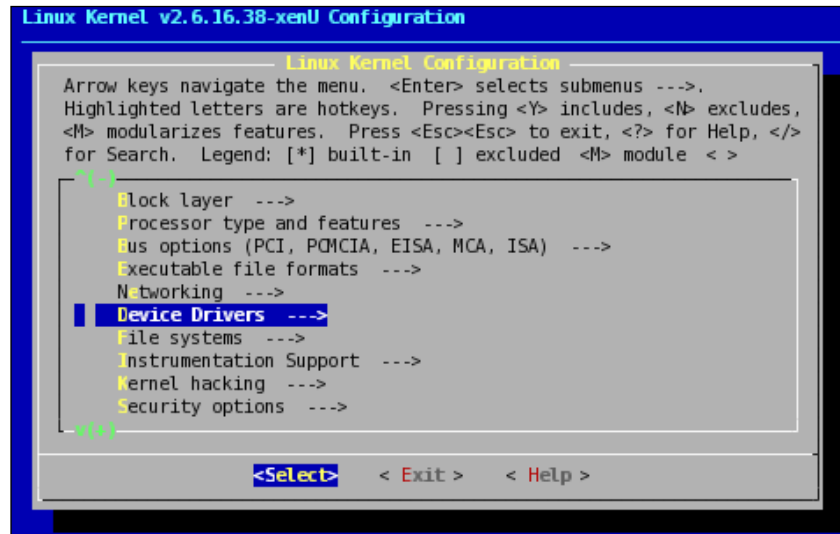 Linux Kernel v2.6.16.38-xenU Configuration
Linux Kernel Configuration
Arrow keys navigate the menu.  <Enter> selects submenus --->.
Highlighted letters are hotkeys.  Pressing <Y> includes, <N> excludes,
<M> modularizes features.  Press <Esc><Esc> to exit, <?> for Help, </>
for Search.  Legend: [*] built-in  [ ] excluded  <M> module  < >
^(-)
Block layer  --->
Processor type and features  --->
Bus options (PCI, PCMCIA, EISA, MCA, ISA)  --->
Executable file formats  --->
Networking  --->
Device Drivers  --->
File systems  --->
Instrumentation Support  --->
Kernel hacking  --->
Security options  --->
v(+)
<Select>    < Exit >    < Help >